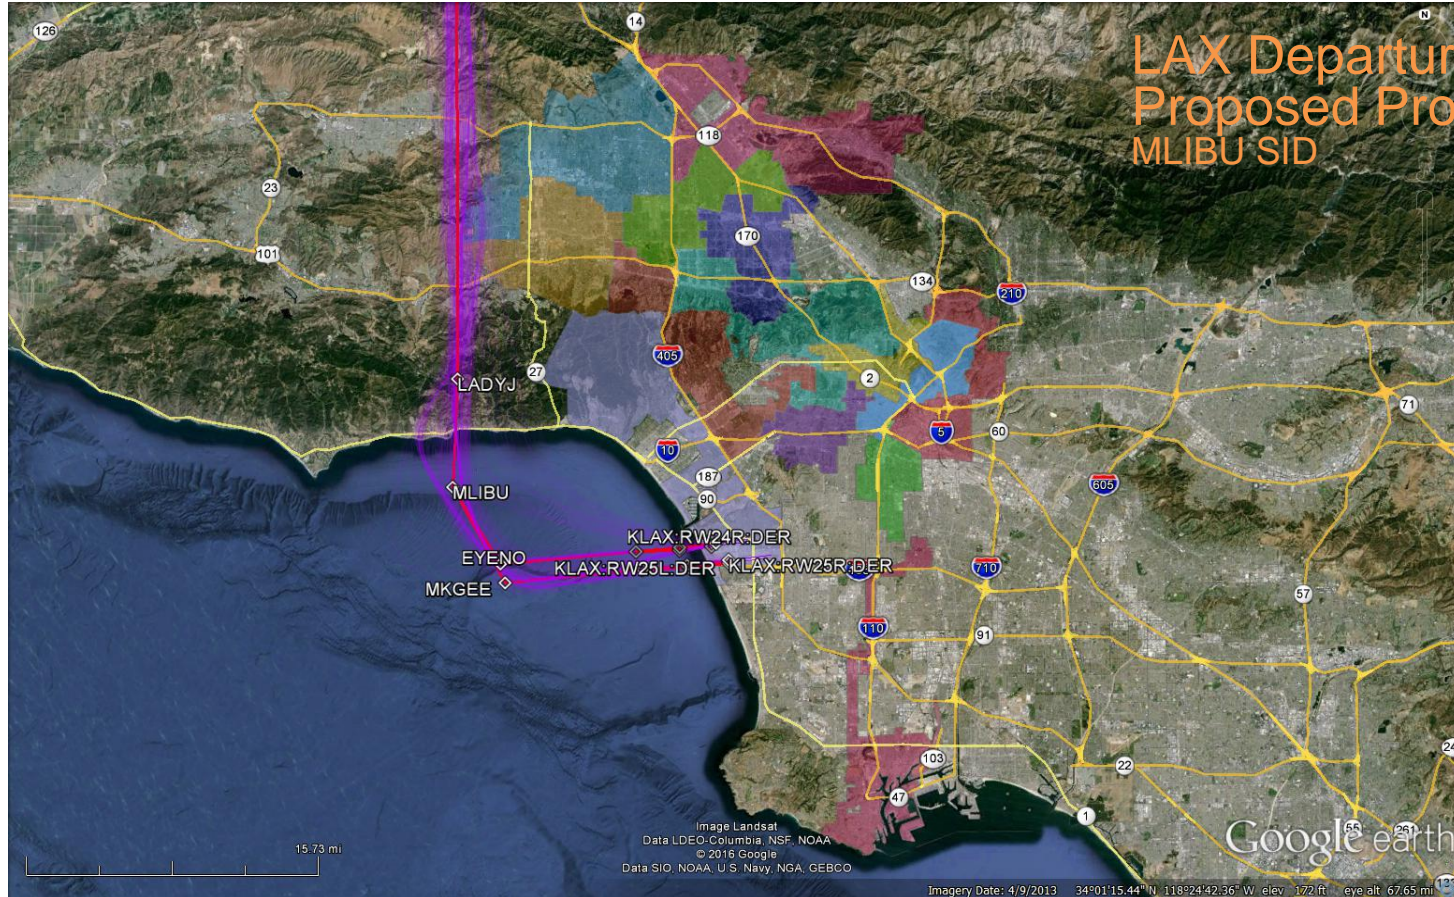 LAX Departur
Proposed Pro
MLIBU SID
N
126
14
118
23
101
170
134
210
405
27
2
LADYJ
71
5
60
10
187
605
MLIBU
90
KLAX:RW24R:DER
EYENO
KLAX:RW25L:DER
KLAX:RW25R:DER
710
MKGEE
57
110
91
103
22
24
47
1
55
261
Google earth
15.73 mi
Image Landsat
Data LDEO-Columbia, NSF, NOAA
© 2016 Google
Data SIO, NOAA, U.S. Navy, NGA, GEBCO
Imagery Date: 4/9/2013 34°01'15.44" N 118°24'42.36" W elev 172 ft eye alt 67.65 mi